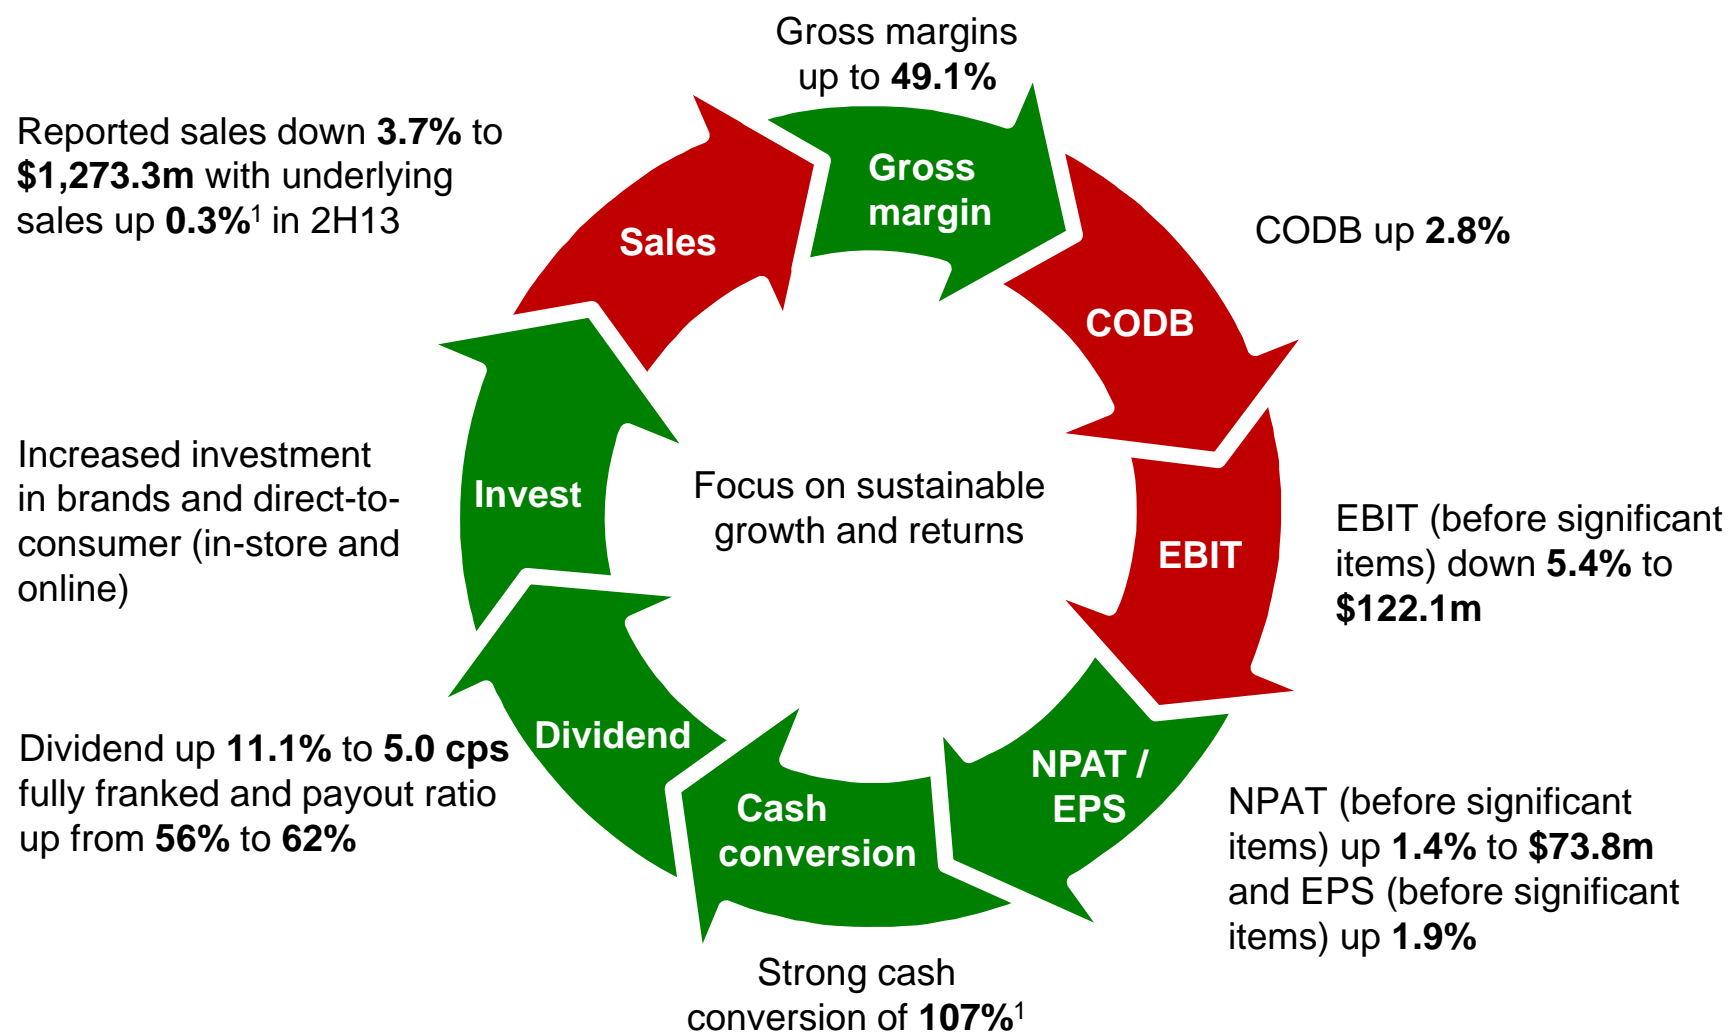 Gross margins
up to 49.1%
Reported sales down 3.7% to
$1,273.3m with underlying
sales up 0.3%¹ in 2H13
Gross
margin
Sales
CODB up 2.8%
CODB
Increased investment
in brands and direct-to-
consumer (in-store and
online)
Invest
Focus on sustainable
growth and returns
EBIT
EBIT (before significant
items) down 5.4% to
$122.1m
Dividend up 11.1% to 5.0 cps
fully franked and payout ratio
up from 56% to 62%
Dividend
Cash
conversion
NPAT /
EPS
NPAT (before significant
items) up 1.4% to $73.8m
and EPS (before significant
items) up 1.9%
Strong cash
conversion of 107%¹